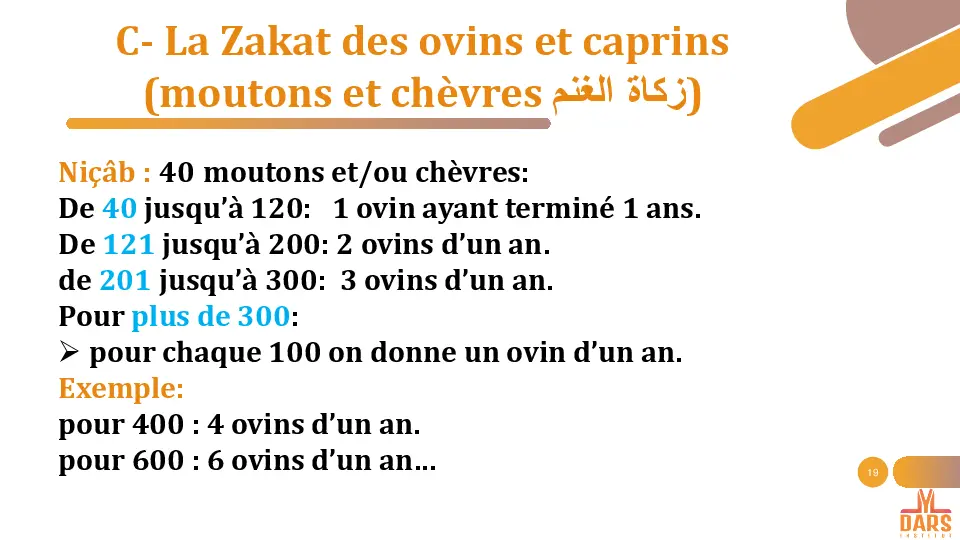 C- La Zakat des ovins et caprins
(moutons et chèvres زكاة الغنم)
Niçâb : 40 moutons et/ou chèvres:
De 40 jusqu’à 120: 1 ovin ayant terminé 1 ans.
De 121 jusqu’à 200: 2 ovins d’un an.
de 201 jusqu’à 300: 3 ovins d’un an.
Pour plus de 300:
➢ pour chaque 100 on donne un ovin d’un an.
Exemple:
pour 400 : 4 ovins d’un an.
pour 600 : 6 ovins d’un an…
19
DARS
INSTITUT